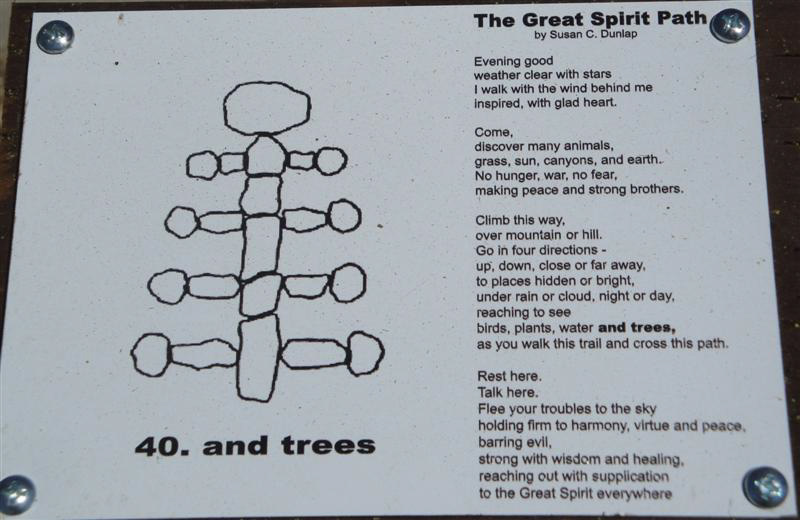 The Great Spirit Path
by Susan C. Dunlap
Evening good
weather clear with stars
I walk with the wind behind me
inspired, with glad heart.
Come,
discover many animals,
grass, sun, canyons, and earth.
No hunger, war, no fear,
making peace and strong brothers.
Climb this way,
over mountain or hill.
Go in four directions -
up, down, close or far away,
to places hidden or bright,
under rain or cloud, night or day,
reaching to see
birds, plants, water and trees,
as you walk this trail and cross this path.
Rest here.
Talk here.
Flee your troubles to the sky
holding firm to harmony, virtue and peace,
barring evil,
strong with wisdom and healing,
reaching out with supplication
to the Great Spirit everywhere
40. and trees